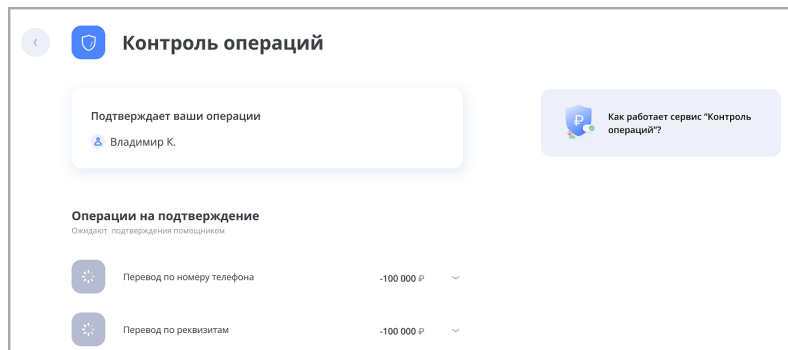 Контроль операций
Подтверждает ваши операции
Владимир К.
Как работает сервис "Контроль
операций"?
Операции на подтверждение
Ожидают подтверждения помощником
Перевод по номеру телефона
-100 000 ₽
Перевод по реквизитам
-100 000 ₽